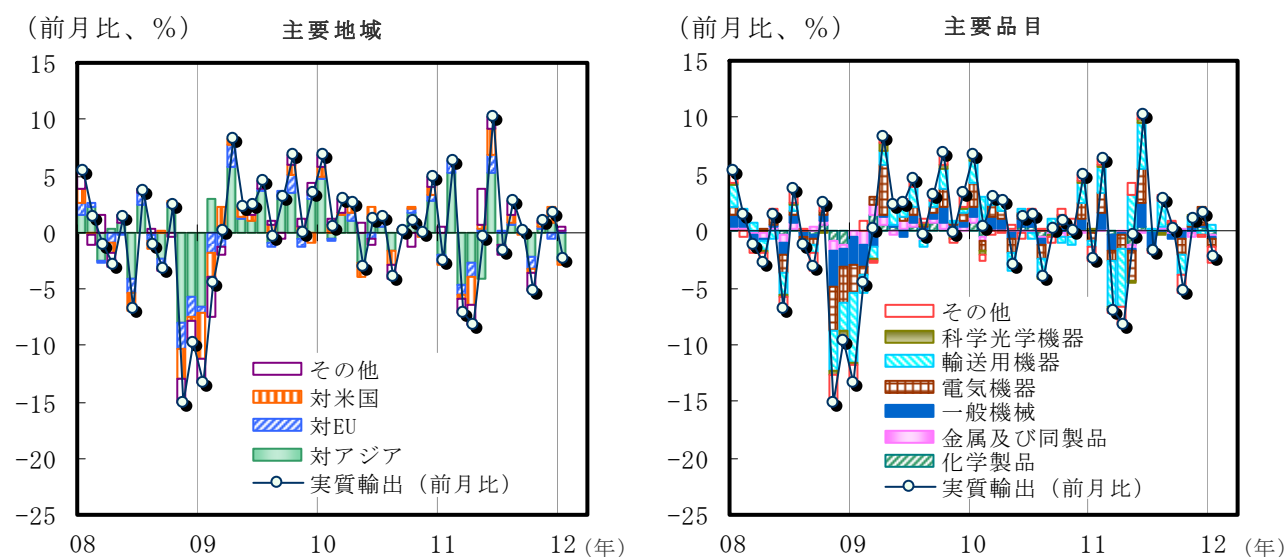 (前月比、%) 主要地域
15
10
5
0
-5
-10
-15
-20
-25
その他
対米国
対EU
対アジア
実質輸出(前月比)
08 09 10 11 12 (年)
(前月比、%) 主要品目
15
10
5
0
-5
-10
-15
-20
-25
その他
科学光学機器
輸送用機器
電気機器
一般機械
金属及び同製品
化学製品
実質輸出(前月比)
08 09 10 11 12 (年)